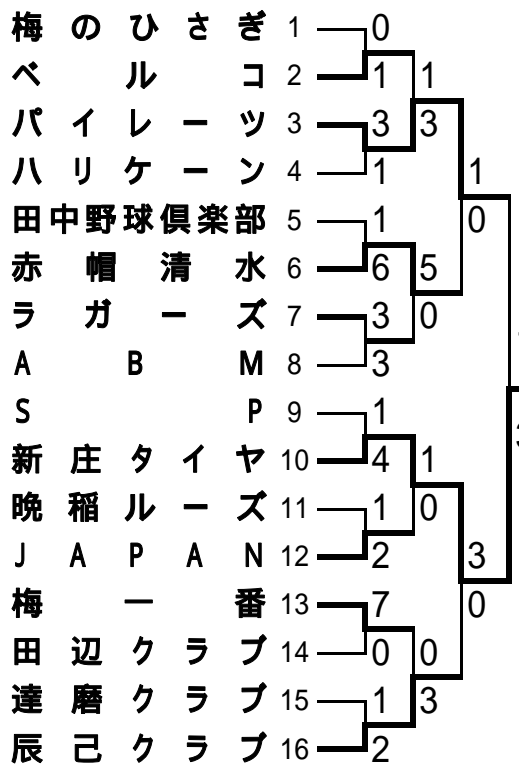 梅のひさぎ 1 0
ベルコ 2 1 1
パイレーツ 3 3 3
ハリケーン 4 1 1
田中野球倶楽部 5 1 0
赤帽清水 6 6 5
ラガーズ 7 3 0
ABM 8 3
SP 9 1
新庄タイヤ 10 4 1
晩稲ルーズ 11 1 0
JAPAN 12 2 3
梅一番 13 7 0
田辺クラブ 14 0 0
達磨クラブ 15 1 3
辰己クラブ 16 2